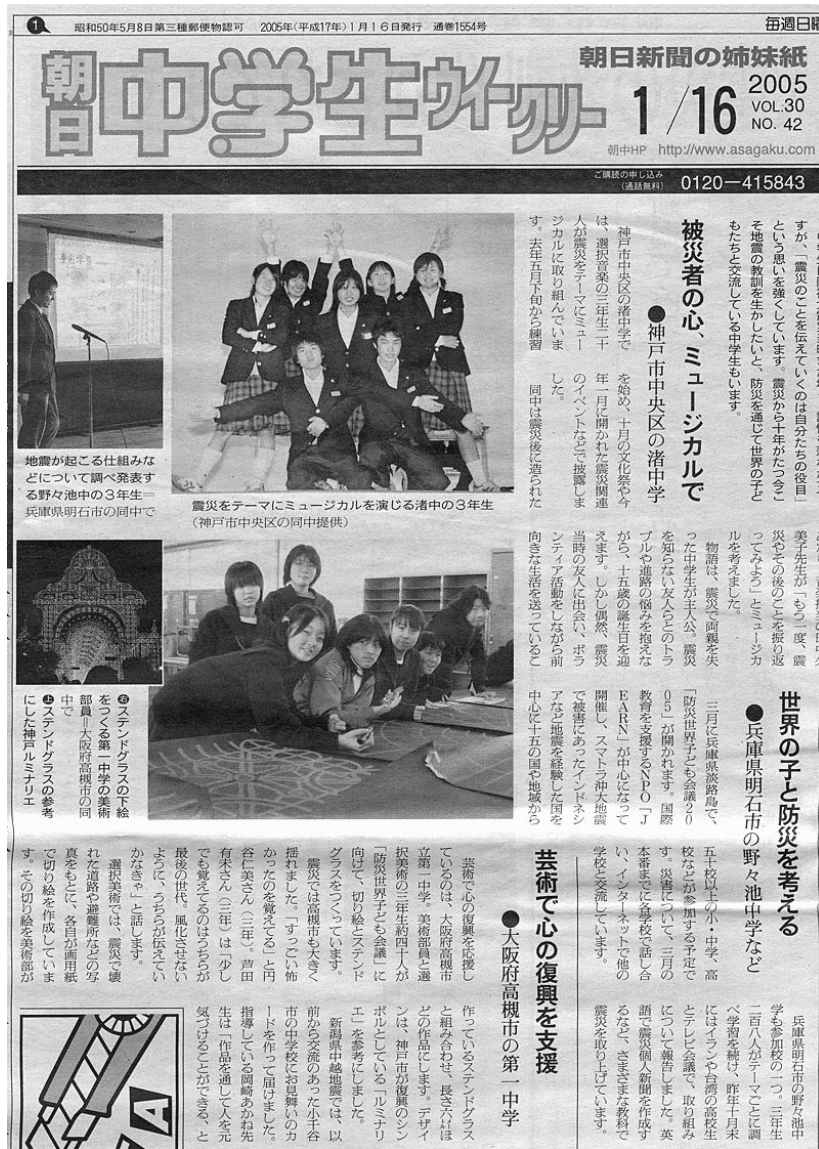 1 昭和50年5月8日第三種郵便物認可 2005年(平成17年)1月16日発行 通巻1554号
毎週日曜
朝日新聞の姉妹紙
朝日 中学生ウイークリー
1/16
2005
VOL.30
NO. 42
朝中HP http://www.asagaku.com
ご購読の申し込み
(通話無料)
0120―415843
すが、「震災のことを伝えていくのは自分たちの役目」
という思いを強くしています。震災から十年がたつ今こ
そ地震の教訓を生かしたいと、防災を通じて世界の子ど
もたちと交流している中学生もいます。
被災者の心、ミュージカルで
●神戸市中央区の渚中学
神戸市中央区の渚中学で
は、選択音楽の三年生二十
人が震災をテーマにミュー
ジカルに取り組んでいま
す。去年五月下旬から練習
を始め、十月の文化祭や今
年一月に開かれた震災関連
のイベントなどで披露しま
した。
同中は震災後に造られた
美子先生が「もう一度、震
災やその後のことを振り返
ってみよう」とミュージカ
ルを考えました。
物語は、震災で両親を失
った中学生が主人公。震災
を知らない友人らとのトラ
ブルや進路の悩みを抱えな
がら、十五歳の誕生日を迎
えます。しかし偶然、震災
当時の友人に出会い、ボラ
ンティア活動をしながら前
向きな生活を送っているこ
地震が起こる仕組みな
どについて調べ発表す
る野々池中の3年生＝
兵庫県明石市の同中で
震災をテーマにミュージカルを演じる渚中の3年生
(神戸市中央区の同中提供)
右ステンドグラスの下絵
をつくる第一中学の美術
部員＝大阪府高槻市の同
中で
上ステンドグラスの参考
にした神戸ルミナリエ
世界の子と防災を考える
●兵庫県明石市の野々池中学など
三月に兵庫県淡路島で、
「防災世界子ども会議20
05」が開かれます。国際
教育を支援するNPO「J
EARN」が中心になって
開催し、スマトラ沖大地震
で被害にあったインドネシ
アなど地震を経験した国を
中心に十五の国や地域から
五十校以上の小・中学、高
校などが参加する予定で
す。災害について、三月の
本番までに各学校で話し合
い、インターネットで他の
学校と交流しています。
兵庫県明石市の野々池中
学も参加校の一つ。三年生
二百八人がテーマごとに調
べ学習を続け、昨年十月末
にはイランや台湾の高校生
とテレビ会議で、取り組み
について報告しました。英
語で震災個人新聞を作成す
るなど、さまざまな教科で
震災を取り上げています。
芸術で心の復興を支援
●大阪府高槻市の第一中学
芸術で心の復興を応援し
ているのは、大阪府高槻市
立第一中学。美術部員と選
択美術の三年生約四十人が
「防災世界子ども会議」に
向けて、切り絵とステンド
グラスをつくっています。
震災では高槻市も大きく
揺れました。「すっごい怖
かったのを覚えてる」と円
谷仁美さん(三年)。芦田
有未さん(三年)は「少し
でも覚えてるのはうちらが
最後の世代。風化させない
ように、うちらが伝えてい
かなきゃ」と話します。
選択美術では、震災で壊
れた道路や避難所などの写
真をもとに、各自が画用紙
で切り絵を作成していま
す。その切り絵を美術部が
作っているステンドグラス
と組み合わせ、長さ六㍍ほ
どの作品にします。デザイ
ンは、神戸市が復興のシン
ボルとしている「ルミナリ
エ」を参考にしました。
新潟県中越地震では、以
前から交流のあった小千谷
市の中学校にお見舞いのカ
ードを作って届けました。
指導している岡崎あかね先
生は「作品を通して人を元
気づけることができる、と